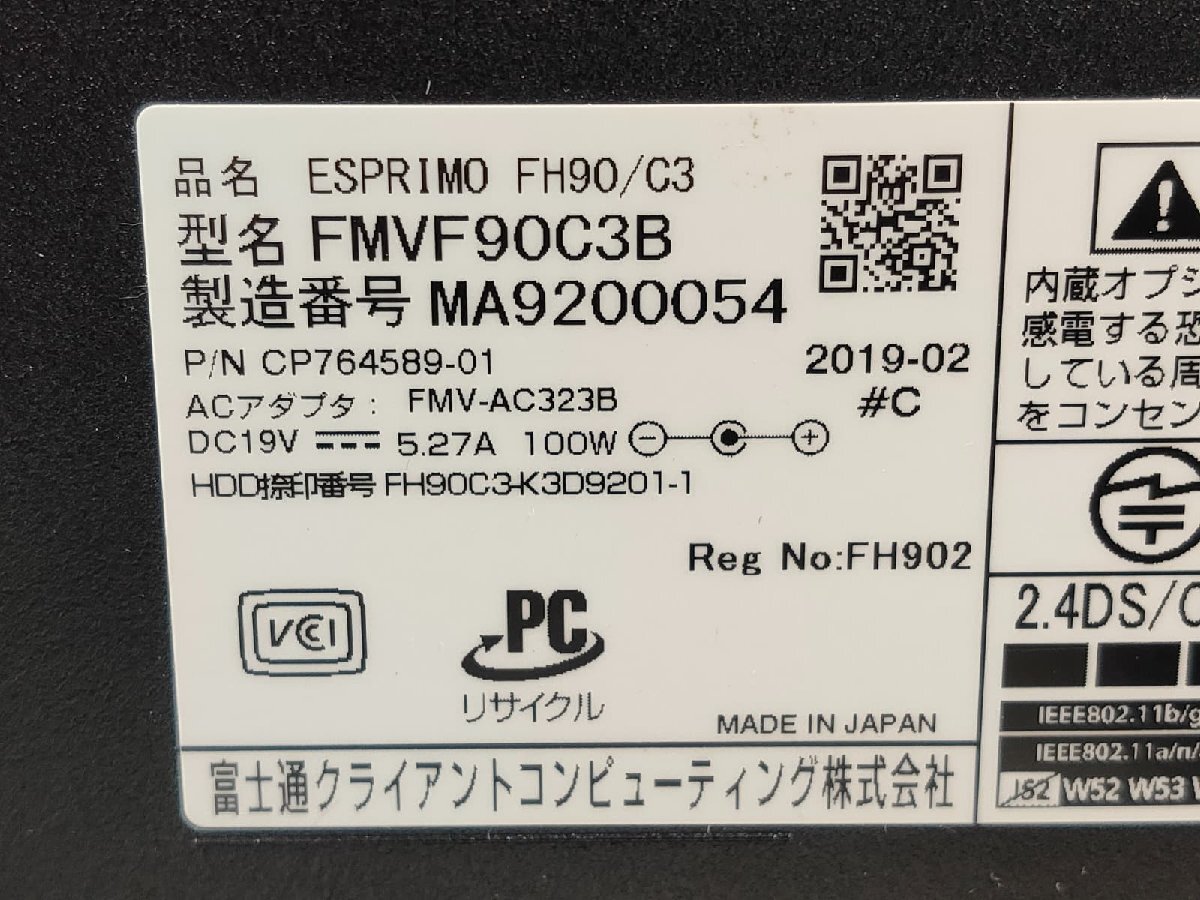 品名 ESPRIMO FH90/C3
型名 FMVF90C3B
製造番号 MA9200054
P/N CP764589-01
2019-02
#C
ACアダプタ: FMV-AC323B
DC19V 5.27A 100W
HDD捺印番号 FH90C3-K3D9201-1
Reg No:FH902
VCCI
PC
リサイクル
MADE IN JAPAN
富士通クライアントコンピューティング株式会社
内蔵オプシ
感電する恐
している周
をコンセン
2.4DS/
IEEE802.11b/g
IEEE802.11a/n/
J52 W52 W53